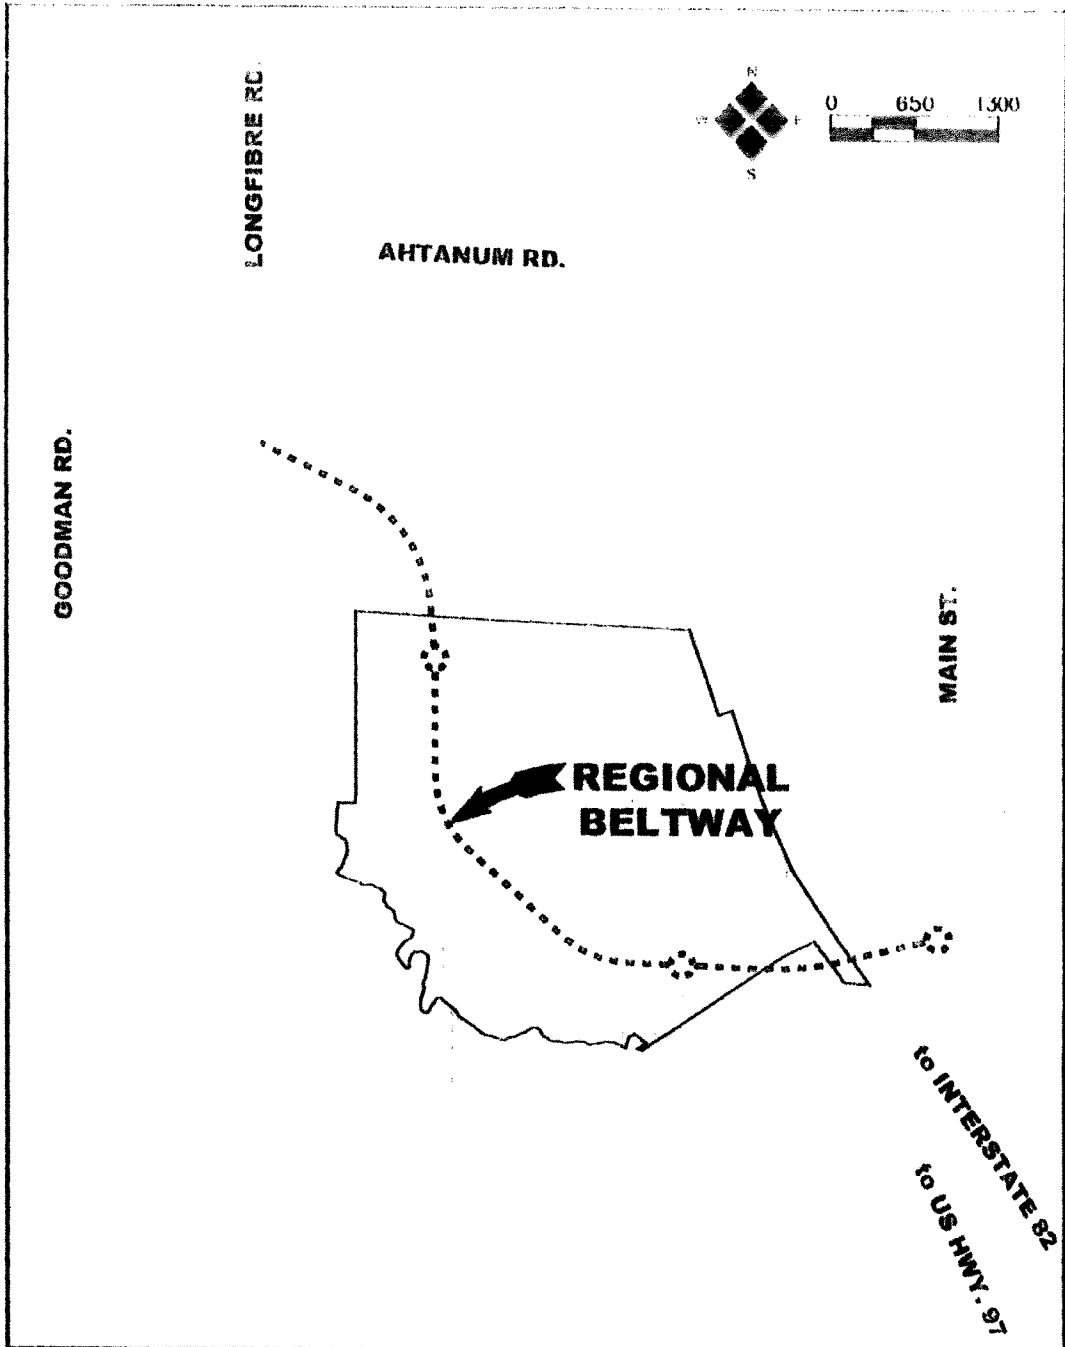 N
W E
S
0 650 1300
LONGFIBRE RD.
AHTANUM RD.
GOODMAN RD.
MAIN ST.
REGIONAL
BELTWAY
to INTERSTATE 82
to US HWY. 97